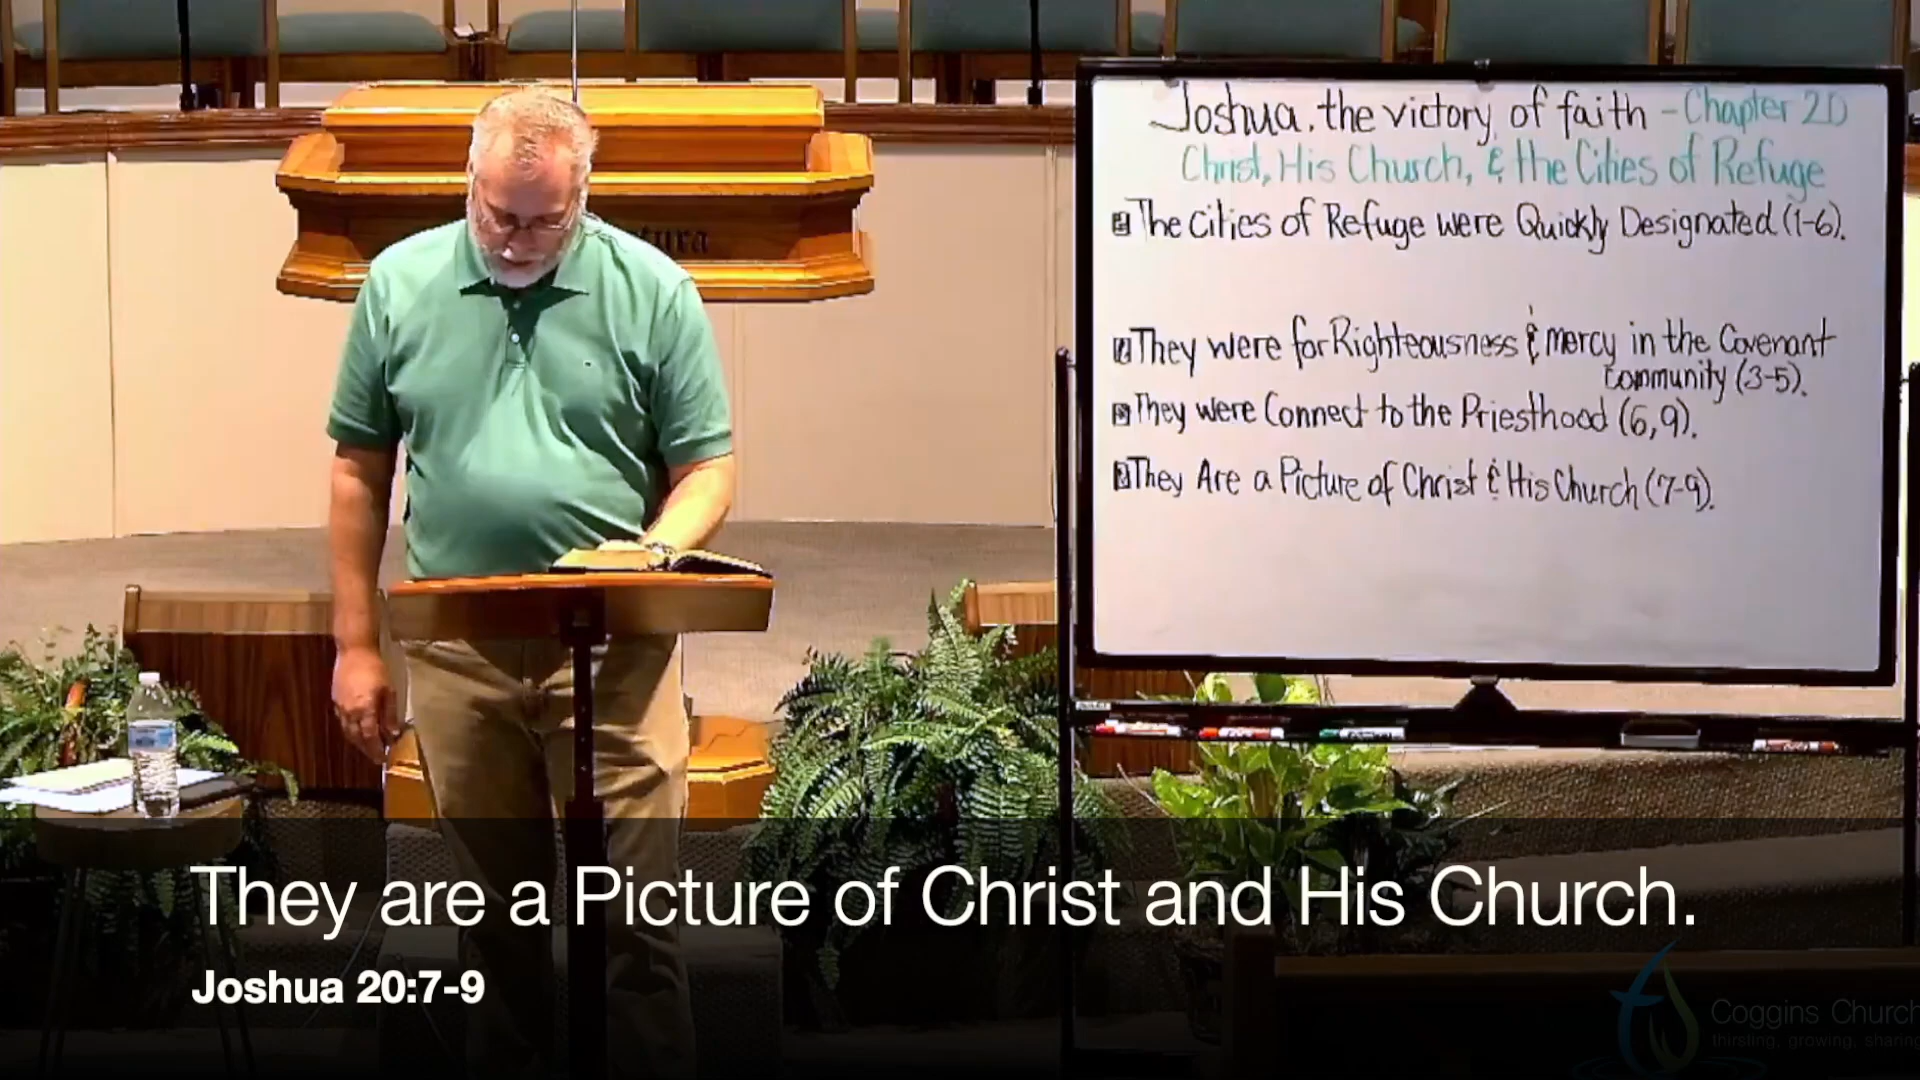 Joshua, the victory of faith - Chapter 20
Christ, His Church, & the Cities of Refuge
The Cities of Refuge were Quickly Designated (1-6).
They were for Righteousness & mercy in the Covenant
Community (3-5).
They were Connect to the Priesthood (6,9).
They Are a Picture of Christ & His Church (7-9).
They are a Picture of Christ and His Church.
Joshua 20:7-9
Coggins Church
thirsting, growing, sharing